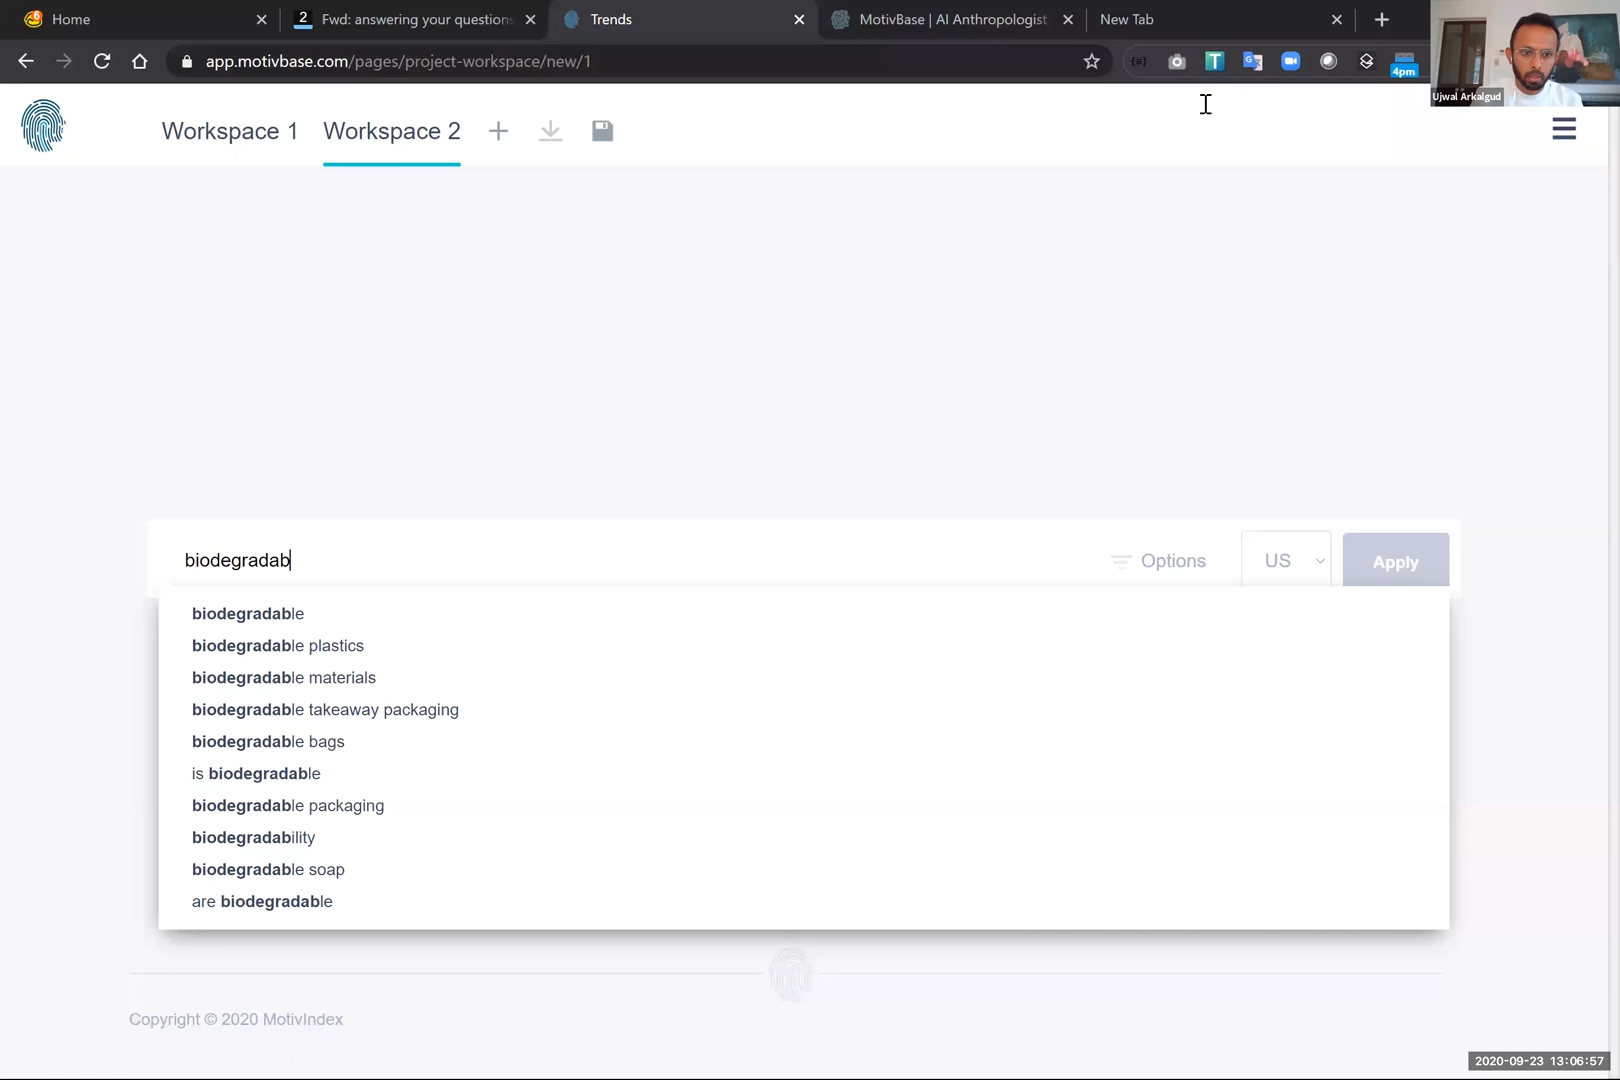 6
Home
2
Fwd: answering your questions
Trends
MotivBase | AI Anthropologist
New Tab
app.motivbase.com/pages/project-workspace/new/1
T
4pm
Ujwal Arkalgud
Workspace 1
Workspace 2
biodegradab
Options
US
Apply
biodegradable
biodegradable plastics
biodegradable materials
biodegradable takeaway packaging
biodegradable bags
is biodegradable
biodegradable packaging
biodegradability
biodegradable soap
are biodegradable
Copyright © 2020 MotivIndex
2020-09-23 13:06:57